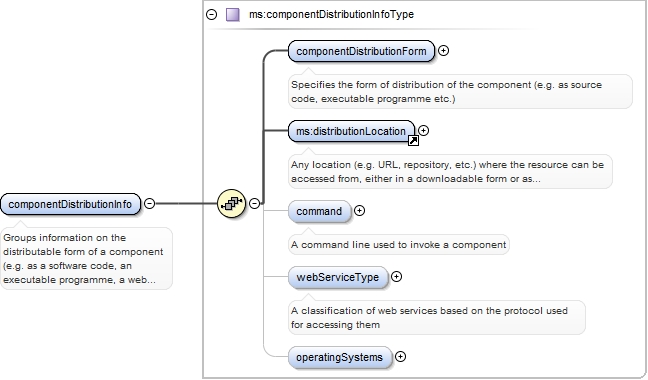 ms:componentDistributionInfoType
componentDistributionForm
Specifies the form of distribution of the component (e.g. as source
code, executable programme etc.)
ms:distributionLocation
Any location (e.g. URL, repository, etc.) where the resource can be
accessed from, either in a downloadable form or as...
componentDistributionInfo
Groups information on the
distributable form of a component
(e.g. as a software code, an
executable programme, a web...
command
A command line used to invoke a component
webServiceType
A classification of web services based on the protocol used
for accessing them
operatingSystems